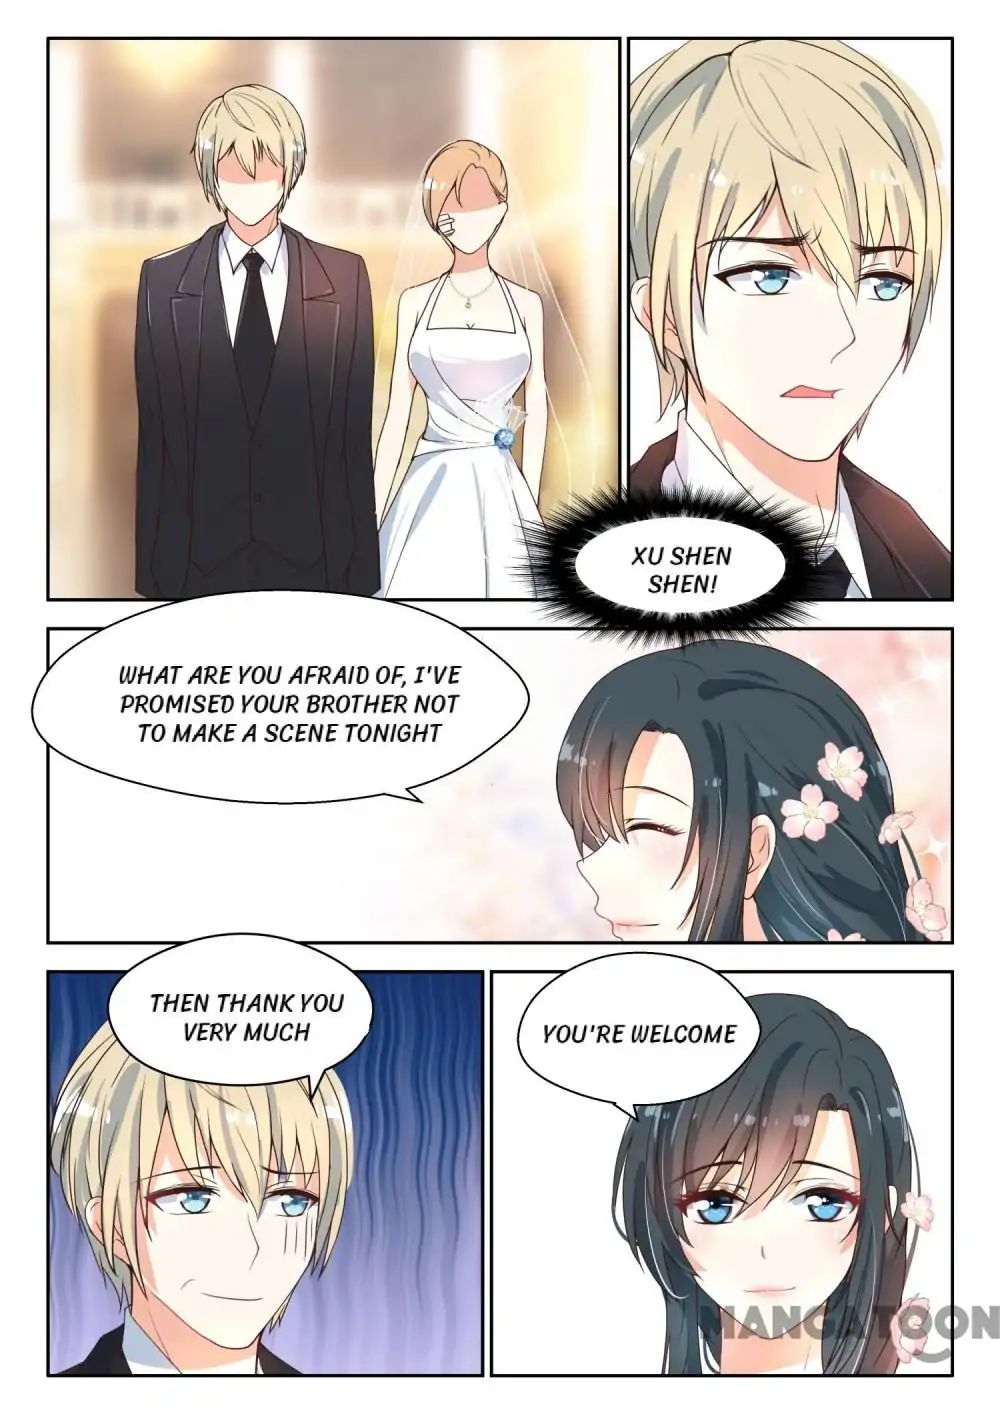 XU SHEN
SHEN!
WHAT ARE YOU AFRAID OF, I'VE
PROMISED YOUR BROTHER NOT
TO MAKE A SCENE TONIGHT
THEN THANK YOU
VERY MUCH
YOU'RE WELCOME
MANGATOON